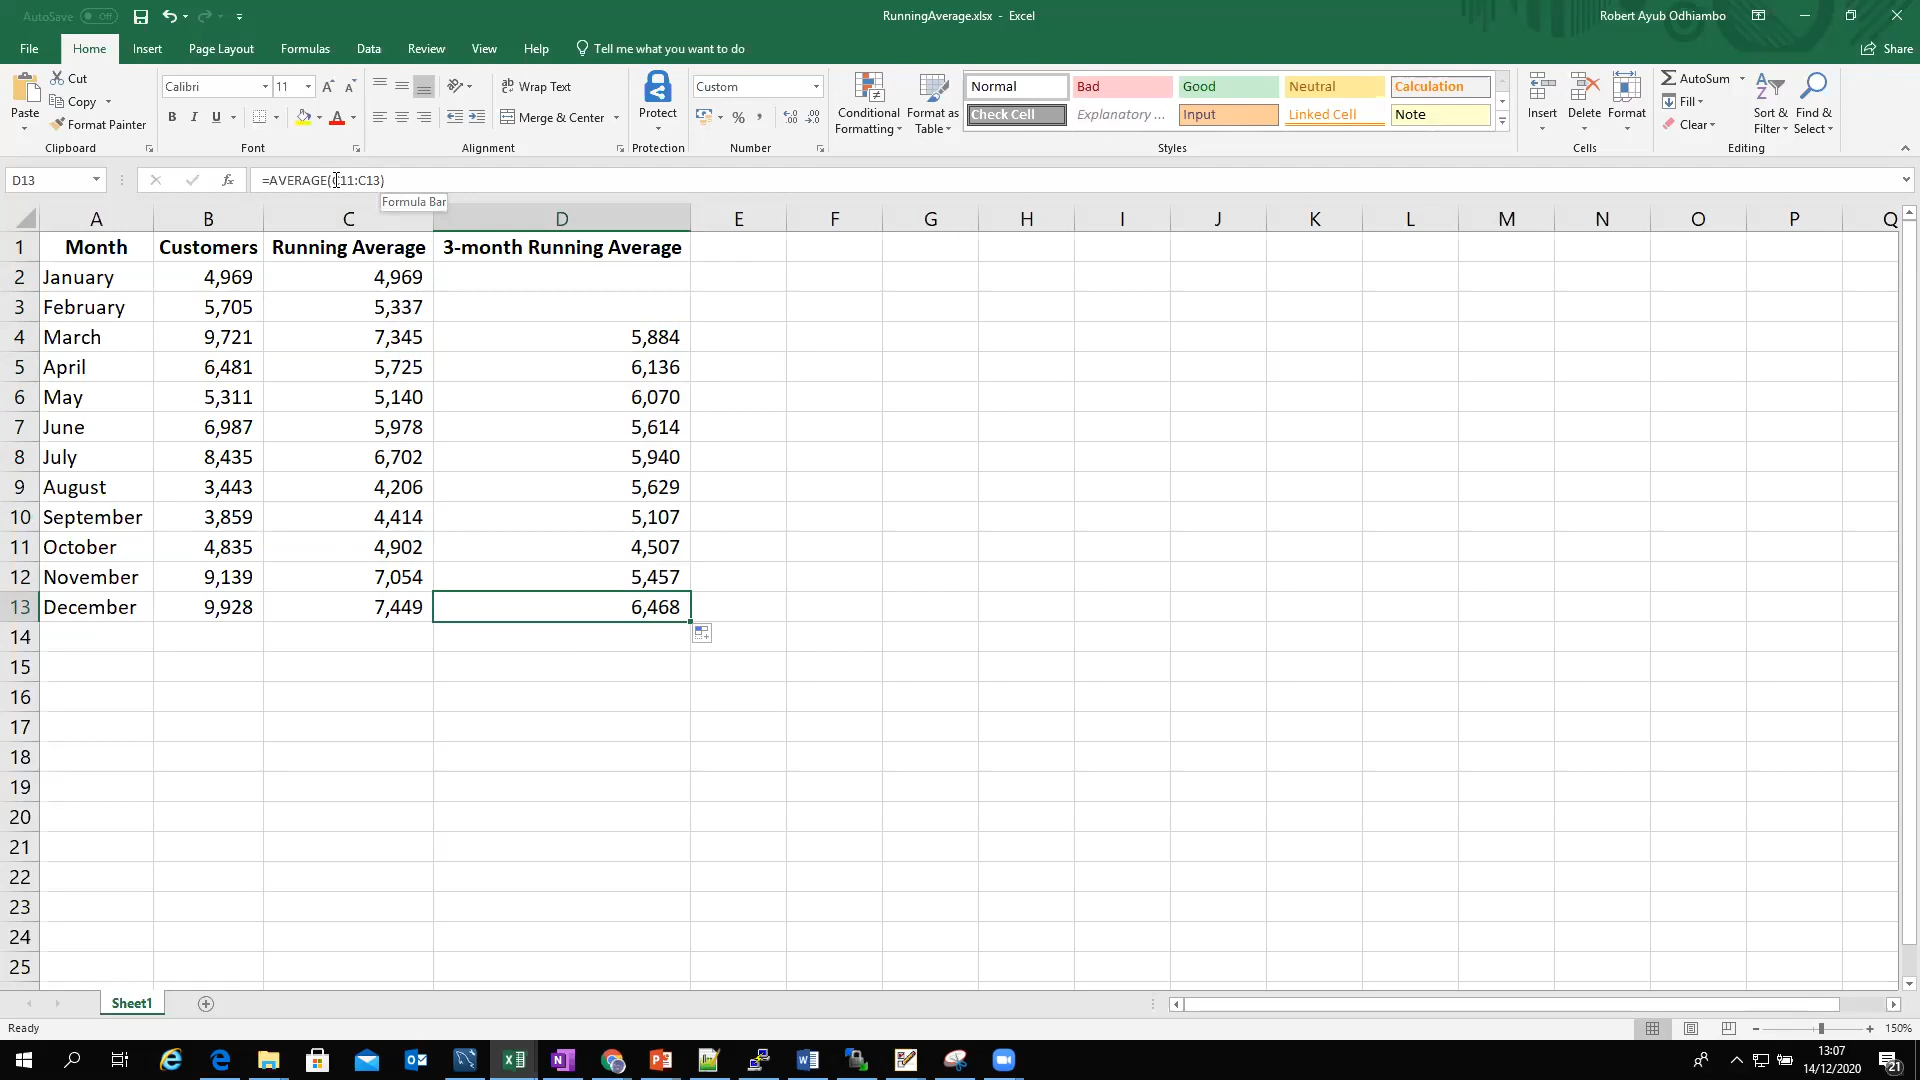 AutoSave Off
RunningAverage.xlsx - Excel
Robert Ayub Odhiambo
File Home Insert Page Layout Formulas Data Review View Help Tell me what you want to do
Share
Paste
Cut
Copy
Format Painter
Clipboard
Calibri 11
B I U
Font
Wrap Text
Merge & Center
Alignment
Protect
Protection
Custom
Number
Conditional Formatting
Format as Table
Normal Bad Good Neutral Calculation
Check Cell Explanatory ... Input Linked Cell Note
Styles
Insert Delete Format
Cells
AutoSum
Fill
Clear
Sort & Filter
Find & Select
Editing
D13
fx
=AVERAGE(C11:C13)
Formula Bar
A B C D E F G H I J K L M N O P Q
1 Month Customers Running Average 3-month Running Average
2 January 4,969 4,969
3 February 5,705 5,337
4 March 9,721 7,345 5,884
5 April 6,481 5,725 6,136
6 May 5,311 5,140 6,070
7 June 6,987 5,978 5,614
8 July 8,435 6,702 5,940
9 August 3,443 4,206 5,629
10 September 3,859 4,414 5,107
11 October 4,835 4,902 4,507
12 November 9,139 7,054 5,457
13 December 9,928 7,449 6,468
14
15
16
17
18
19
20
21
22
23
24
25
Sheet1
Ready
150%
13:07
14/12/2020
21